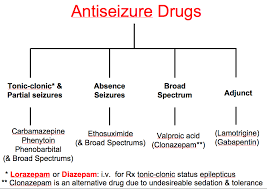 Antiseizure Drugs
Tonic-clonic* &
Partial seizures
Absence
Seizures
Broad
Spectrum
Adjunct
Carbamazepine
Phenytoin
Phenobarbital
(& Broad Spectrums)
Ethosuximide
(& Broad Spectrums)
Valproic acid
(Clonazepam**)
(Lamotrigine)
(Gabapentin)
* Lorazepam or Diazepam: i.v. for Rx tonic-clonic status epilepticus
** Clonazepam is an alternative drug due to undesireable sedation & tolerance